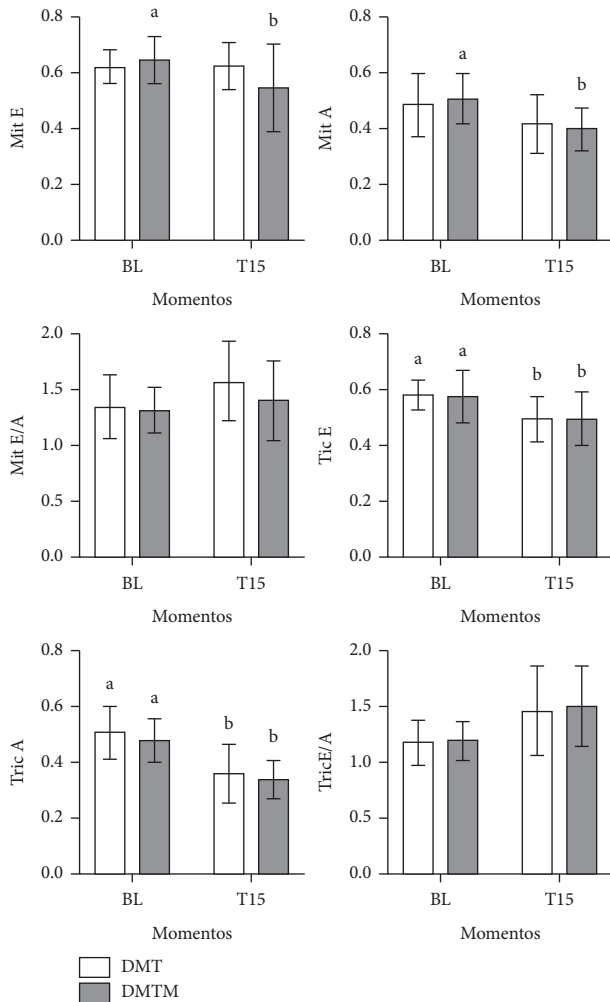 0.8
0.6
0.4
0.2
0.0
Mit E
a
b
BL
T15
Momentos
0.8
0.6
0.4
0.2
0.0
Mit A
a
b
BL
T15
Momentos
2.0
1.5
1.0
1.5
0.0
Mit E/A
BL
T15
Momentos
0.8
0.6
0.4
0.2
0.0
Tic E
a
a
b
b
BL
T15
Momentos
0.8
0.6
0.4
0.2
0.0
Tric A
a
a
b
b
BL
T15
Momentos
2.0
1.5
1.0
0.5
0.0
TricE/A
BL
T15
Momentos
DMT
DMTM